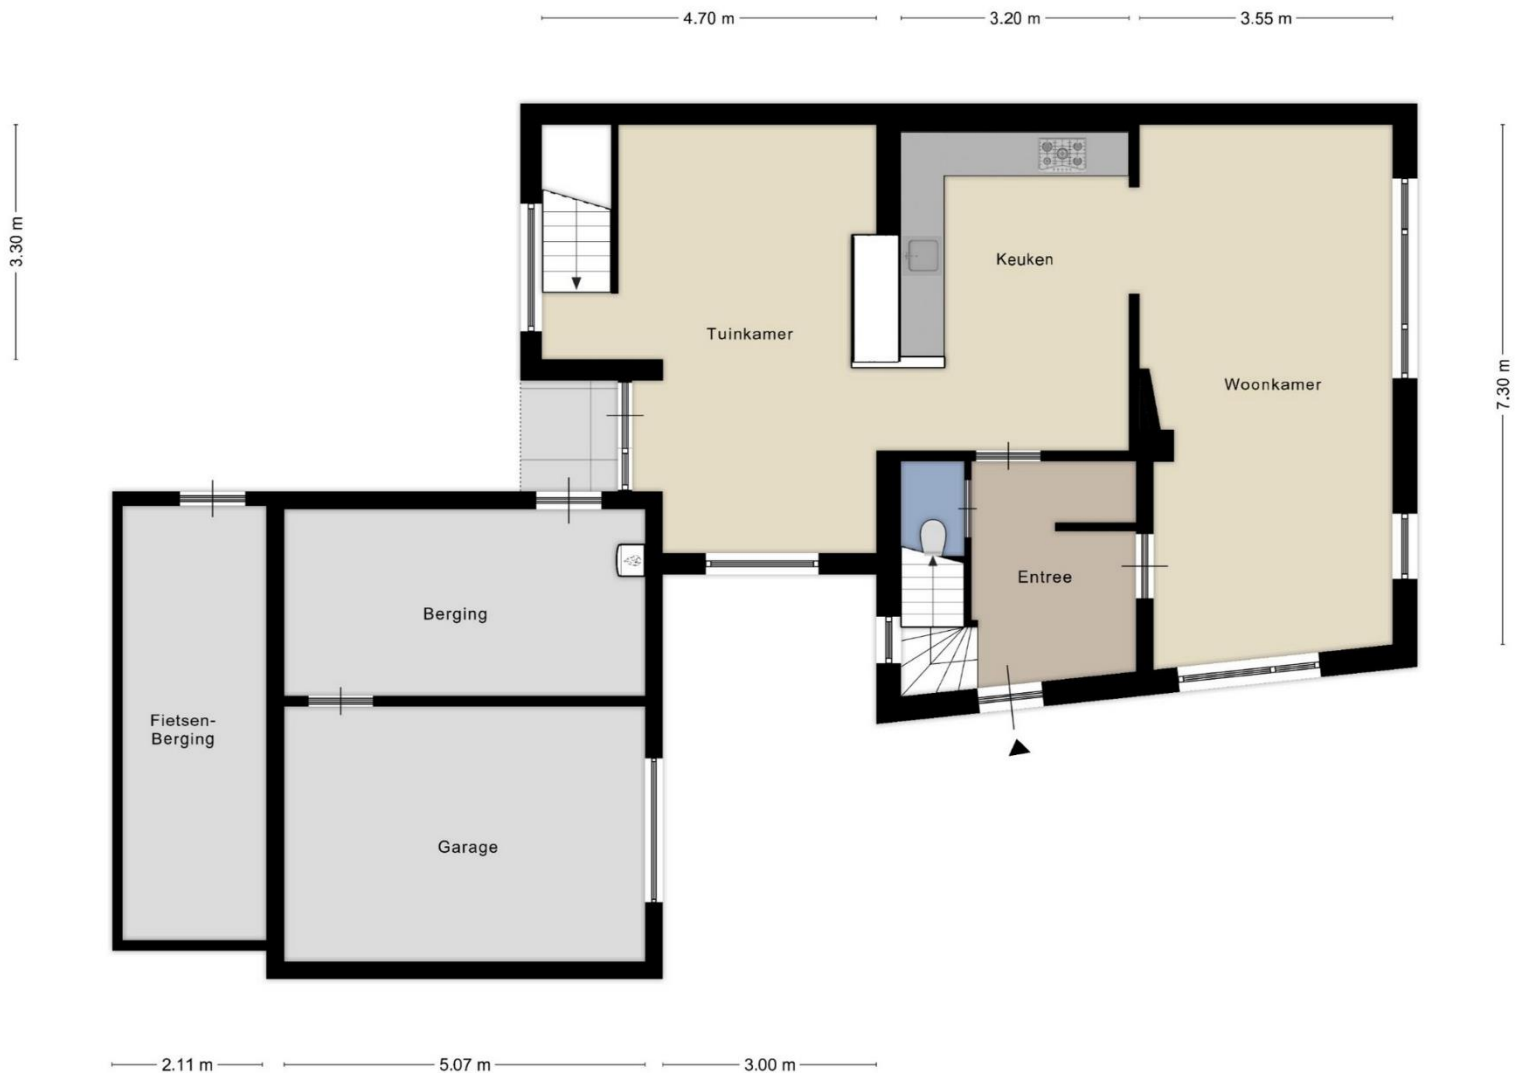 4.70 m
3.20 m
3.55 m
3.30 m
Keuken
Tuinkamer
Woonkamer
7.30 m
Entree
Berging
Fietsen-
Berging
Garage
2.11 m
5.07 m
3.00 m